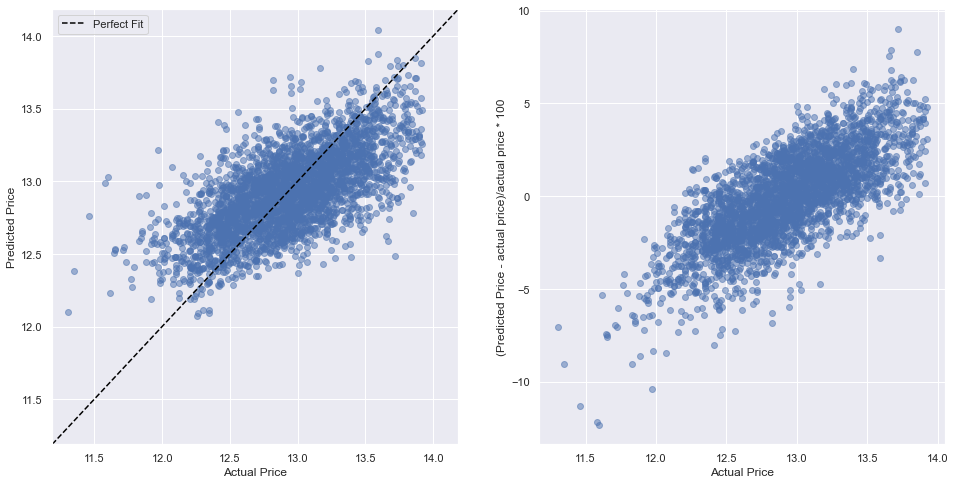 Perfect Fit
14.0
13.5
13.0
12.5
12.0
11.5
Predicted Price
11.5 12.0 12.5 13.0 13.5 14.0
Actual Price
10
5
0
−5
−10
(Predicted Price - actual price)/actual price * 100
11.5 12.0 12.5 13.0 13.5 14.0
Actual Price